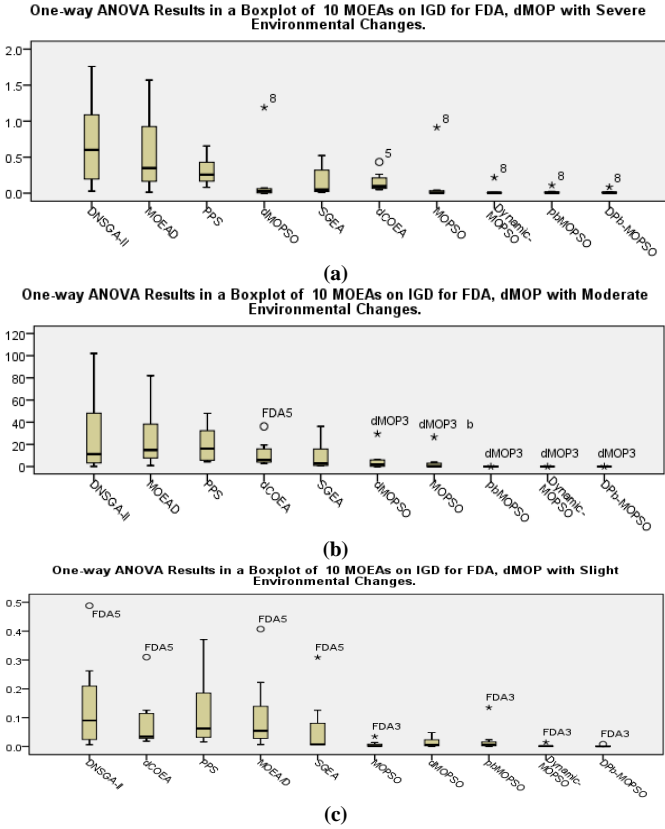 One-way ANOVA Results in a Boxplot of 10 MOEAs on IGD for FDA, dMOP with Severe
Environmental Changes.
2.0
1.5
1.0
0.5
0.0
8
5
8
8
8
8
DNSGA-II
MOEAD
PPS
dMOPSO
SGEA
dCOEA
MOPSO
Dynamic-
MOPSO
pbMOPSO
DPb-MOPSO
(a)
One-way ANOVA Results in a Boxplot of 10 MOEAs on IGD for FDA, dMOP with Moderate
Environmental Changes.
120
100
80
60
40
20
0
FDA5
dMOP3
dMOP3 b
dMOP3
dMOP3
dMOP3
DNSGA-II
MOEAD
PPS
dCOEA
SGEA
dMOPSO
MOPSO
pbMOPSO
Dynamic-
MOPSO
DPb-MOPSO
(b)
One-way ANOVA Results in a Boxplot of 10 MOEAs on IGD for FDA, dMOP with Slight
Environmental Changes.
0.5
0.4
0.3
0.2
0.1
0.0
FDA5
FDA5
FDA5
FDA5
FDA3
FDA3
FDA3
FDA3
DNSGA-II
dCOEA
PPS
MOEA/D
SGEA
MOPSO
dMOPSO
pbMOPSO
Dynamic-
MOPSO
DPb-MOPSO
(c)